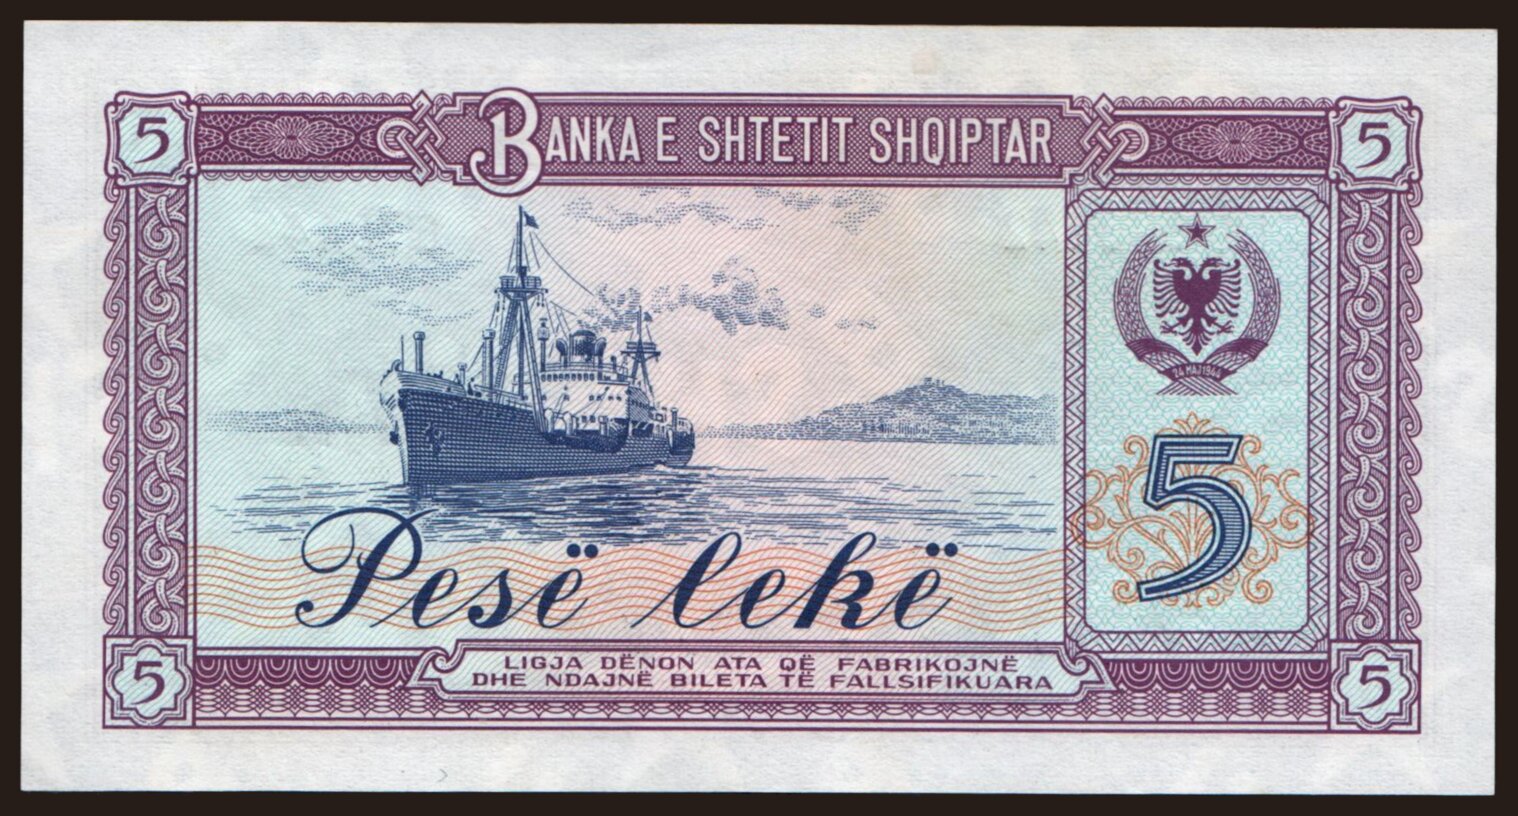 5 BANKA E SHTETIT SHQIPTAR 5
24 MAJ 1944
5
Pesë lekë
5 LIGJA DËNON ATA QË FABRIKOJNË 5
DHE NDAJNË BILETA TË FALLSIFIKUARA